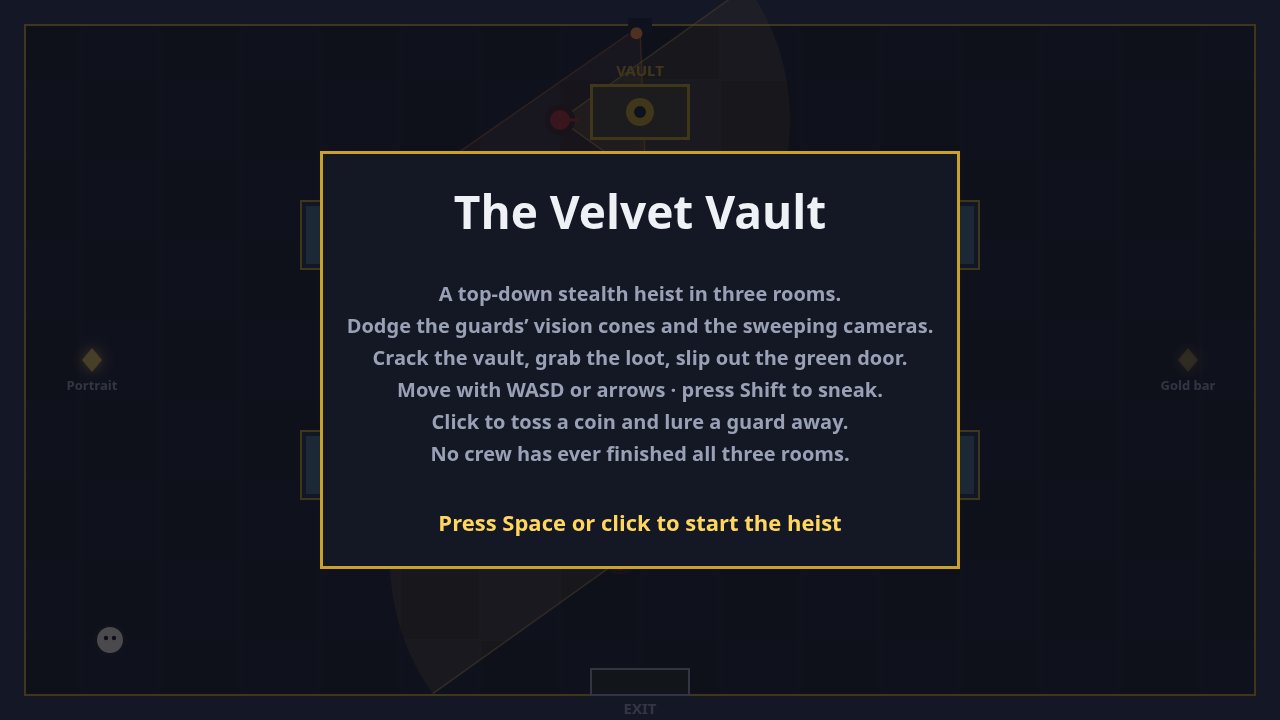 VAULT
The Velvet Vault
A top-down stealth heist in three rooms.
Dodge the guards’ vision cones and the sweeping cameras.
Crack the vault, grab the loot, slip out the green door.
Move with WASD or arrows · press Shift to sneak.
Click to toss a coin and lure a guard away.
No crew has ever finished all three rooms.
Press Space or click to start the heist
Portrait
Gold bar
EXIT